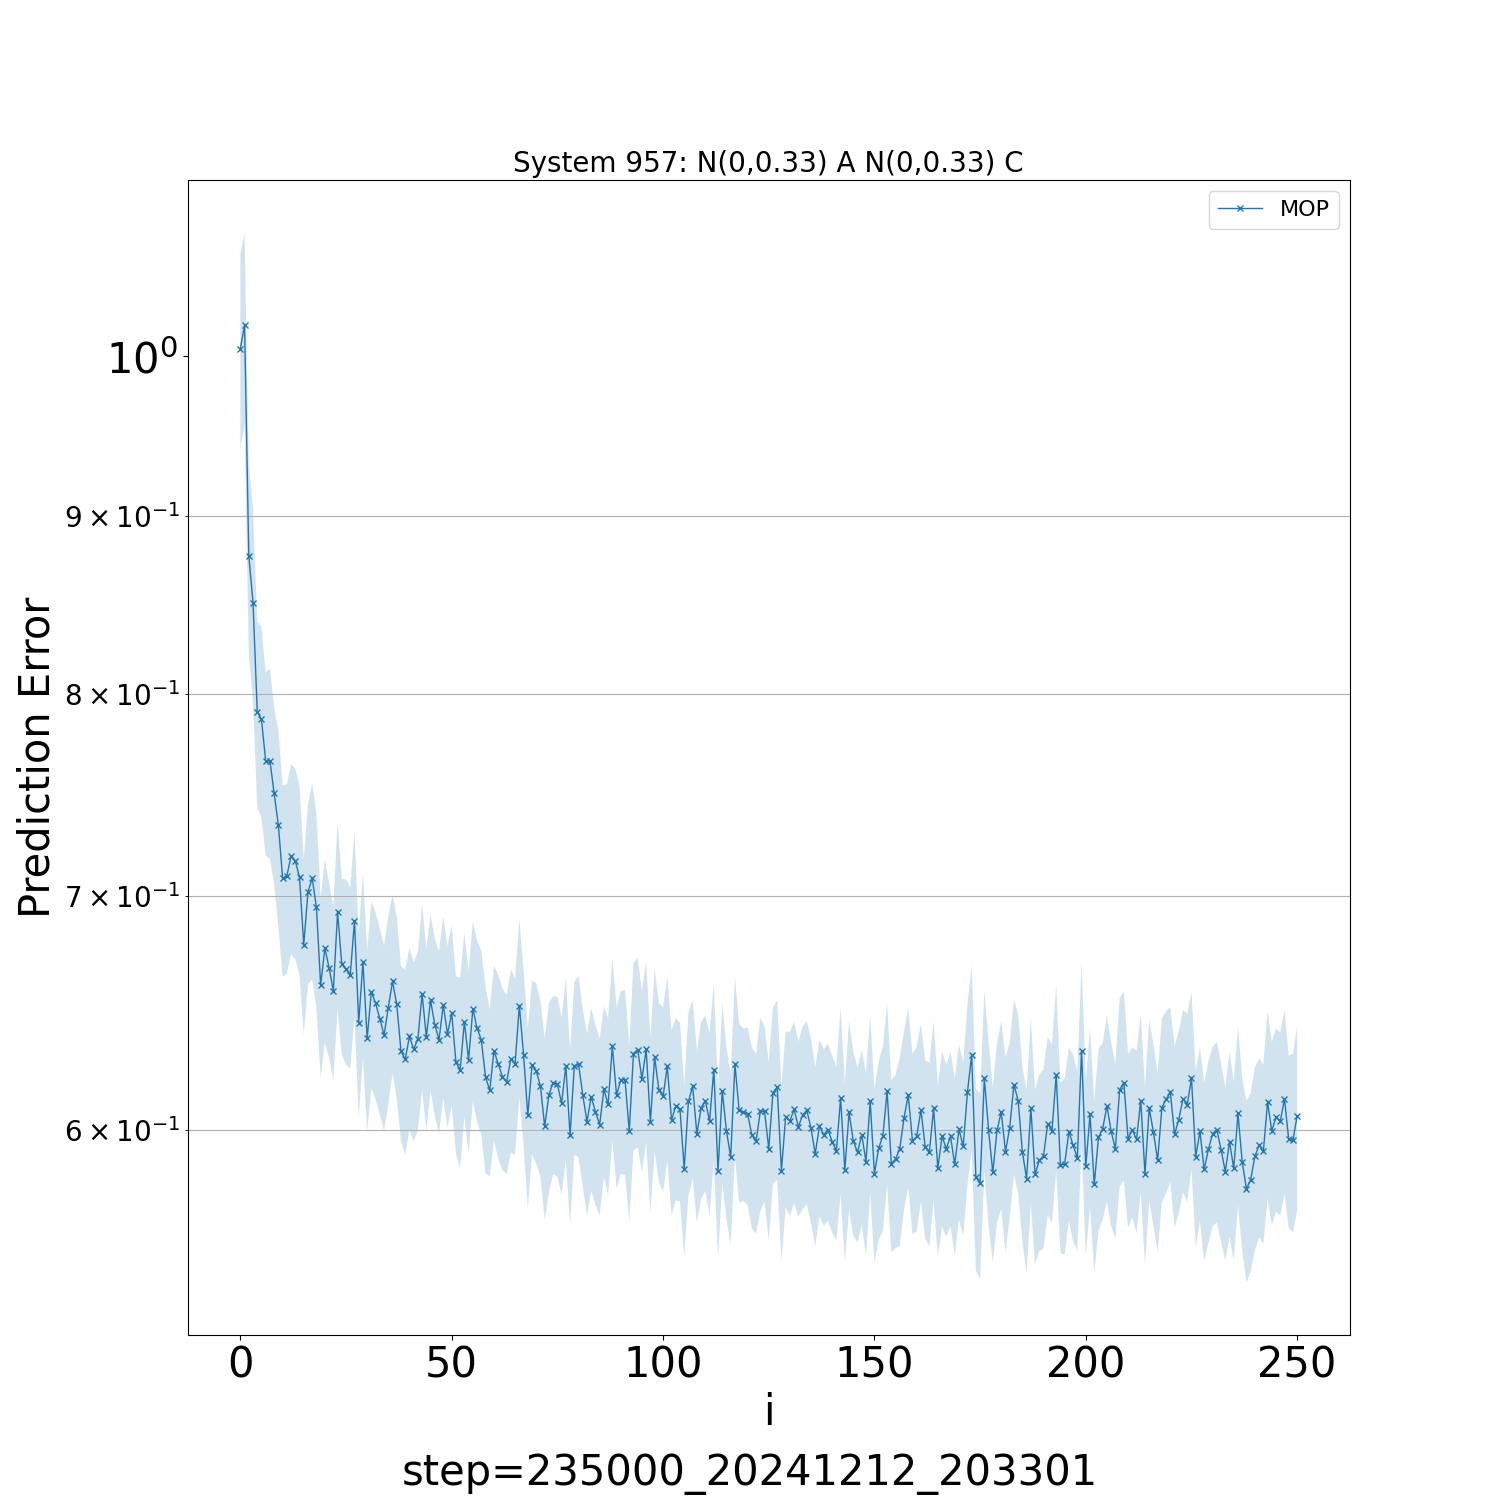 System 957: N(0,0.33) A N(0,0.33) C
MOP
10⁰
9 × 10⁻¹
8 × 10⁻¹
7 × 10⁻¹
6 × 10⁻¹
Prediction Error
0 50 100 150 200 250
i
step=235000_20241212_203301